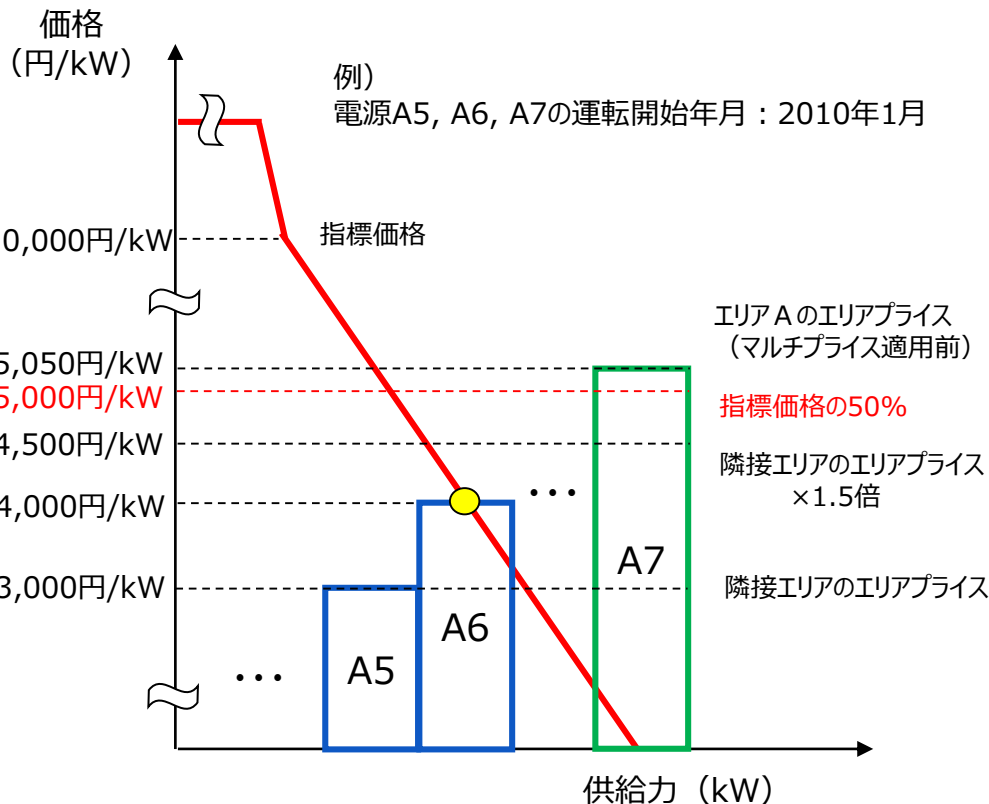 価格
（円/kW）
例）
電源A5, A6, A7の運転開始年月：2010年1月
0,000円/kW
指標価格
エリアAのエリアプライス
（マルチプライス適用前）
5,050円/kW
5,000円/kW
指標価格の50%
4,500円/kW
隣接エリアのエリアプライス
×1.5倍
4,000円/kW
…
A7
3,000円/kW
隣接エリアのエリアプライス
A6
A5
…
供給力（kW）